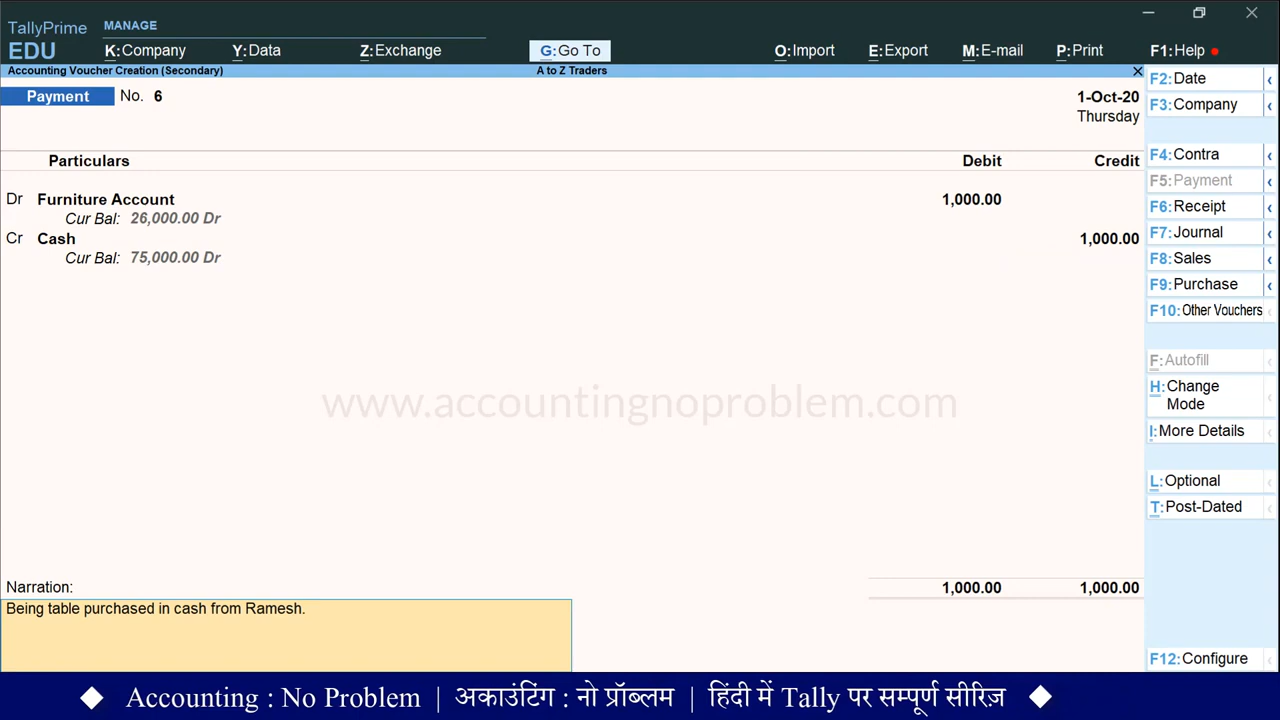 TallyPrime MANAGE
EDU K:Company Y:Data Z:Exchange G:Go To O:Import E:Export M:E-mail P:Print F1:Help
Accounting Voucher Creation (Secondary) A to Z Traders
Payment No. 6 1-Oct-20
Thursday
Particulars Debit Credit
Dr Furniture Account 1,000.00
Cur Bal: 26,000.00 Dr
Cr Cash 1,000.00
Cur Bal: 75,000.00 Dr
www.accountingnoproblem.com
Narration: 1,000.00 1,000.00
Being table purchased in cash from Ramesh.
F2:Date
F3:Company
F4:Contra
F5:Payment
F6:Receipt
F7:Journal
F8:Sales
F9:Purchase
F10:Other Vouchers
F:Autofill
H:Change
Mode
I:More Details
L:Optional
T:Post-Dated
F12:Configure
Accounting : No Problem | अकाउंटिंग : नो प्रॉब्लम | हिंदी में Tally पर सम्पूर्ण सीरिज़